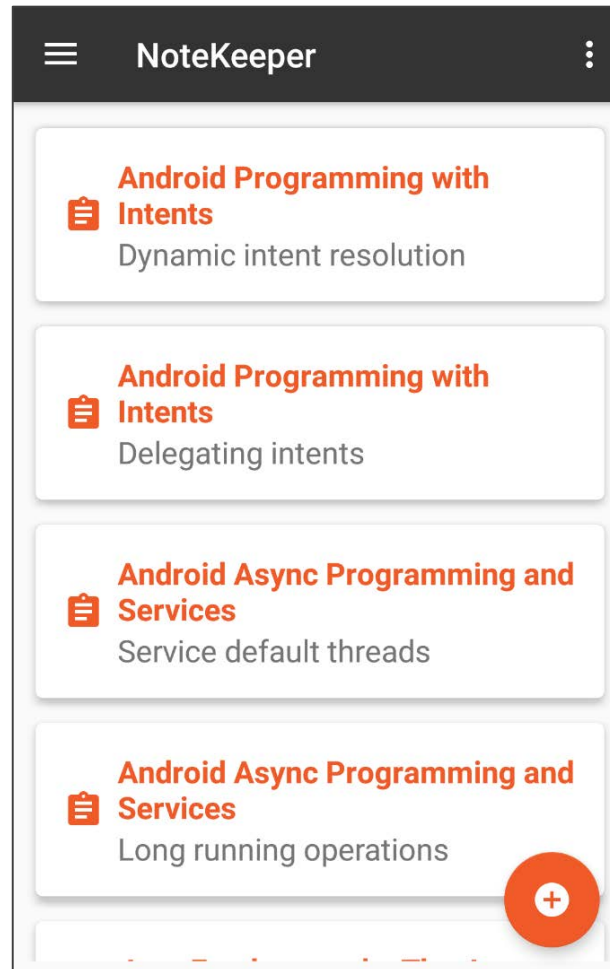 NoteKeeper
Android Programming with
Intents
Dynamic intent resolution
Android Programming with
Intents
Delegating intents
Android Async Programming and
Services
Service default threads
Android Async Programming and
Services
Long running operations